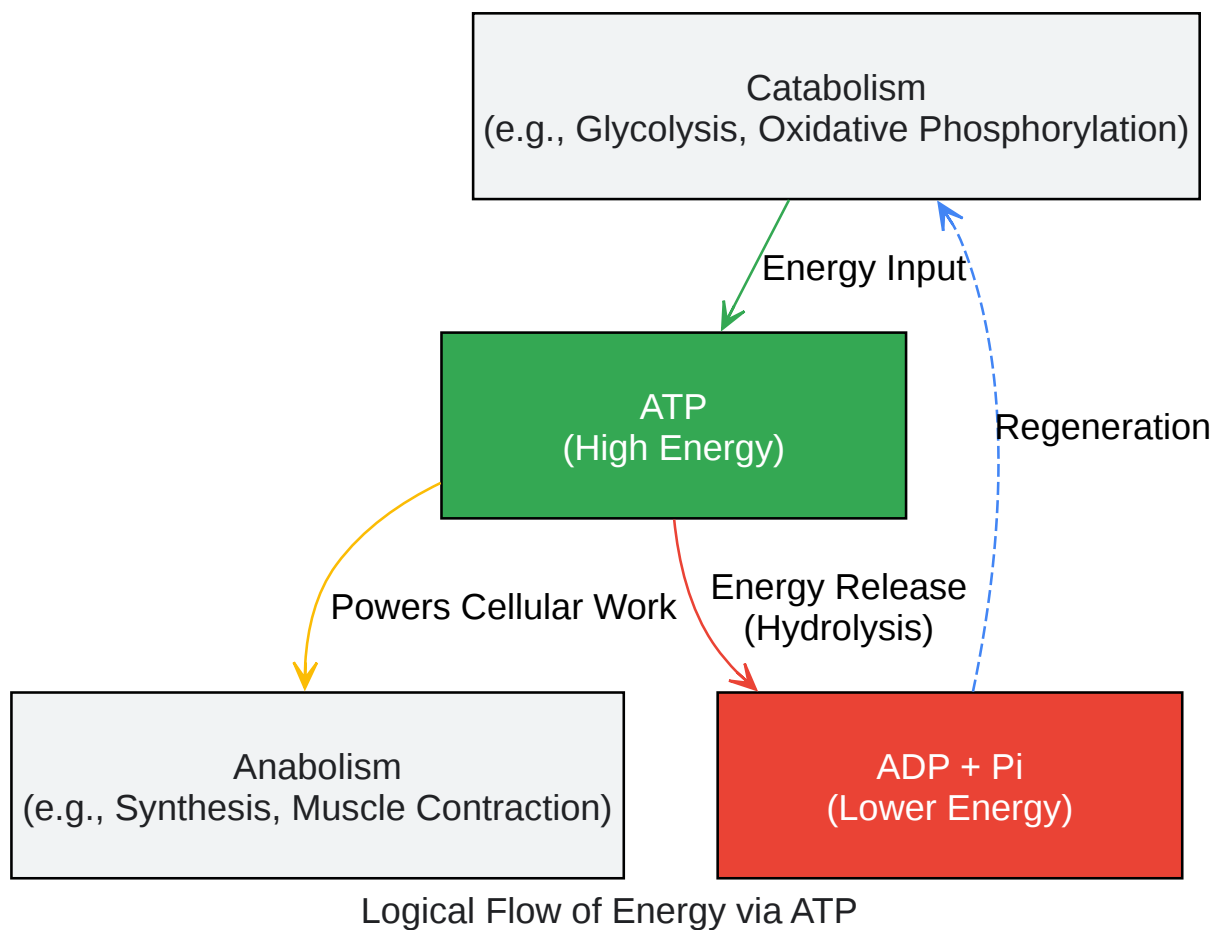 Catabolism
(e.g., Glycolysis, Oxidative Phosphorylation)
Energy Input
ATP
(High Energy)
Regeneration
Powers Cellular Work
Energy Release
(Hydrolysis)
Anabolism
(e.g., Synthesis, Muscle Contraction)
ADP + Pi
(Lower Energy)
Logical Flow of Energy via ATP